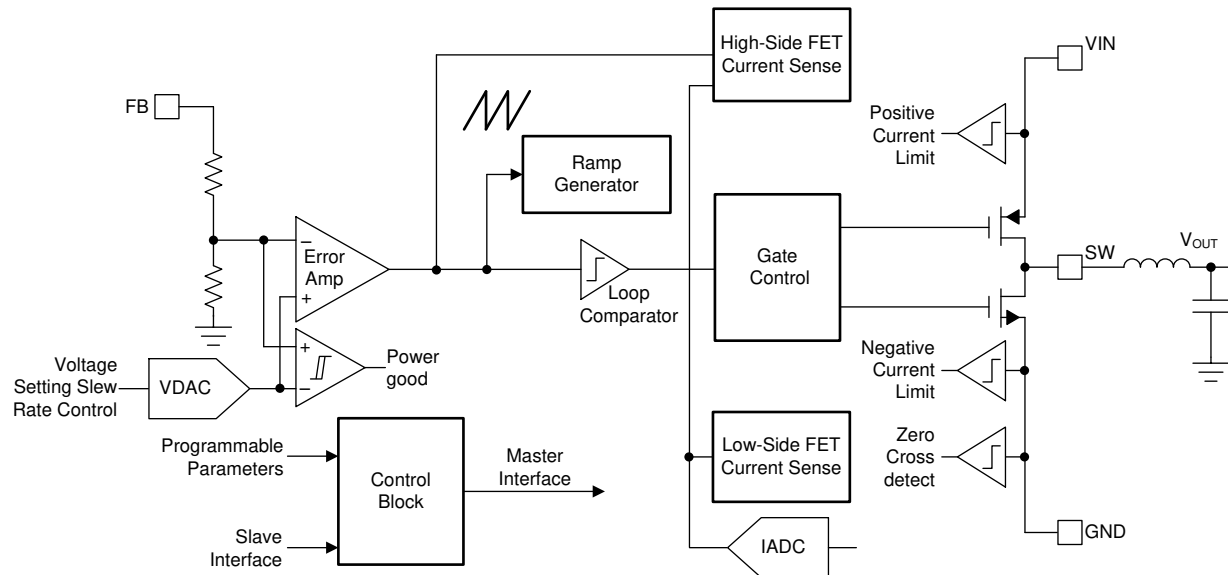 High-Side FET
Current Sense
VIN
FB
Positive
Current
Limit
Ramp
Generator
−
Error
Amp
+
Loop
Comparator
Gate
Control
SW
VOUT
+
−
Power
good
Voltage
Setting Slew
Rate Control
VDAC
Negative
Current
Limit
Programmable
Parameters
Control
Block
Master
Interface
Low-Side FET
Current Sense
Zero
Cross
detect
Slave
Interface
IADC
GND